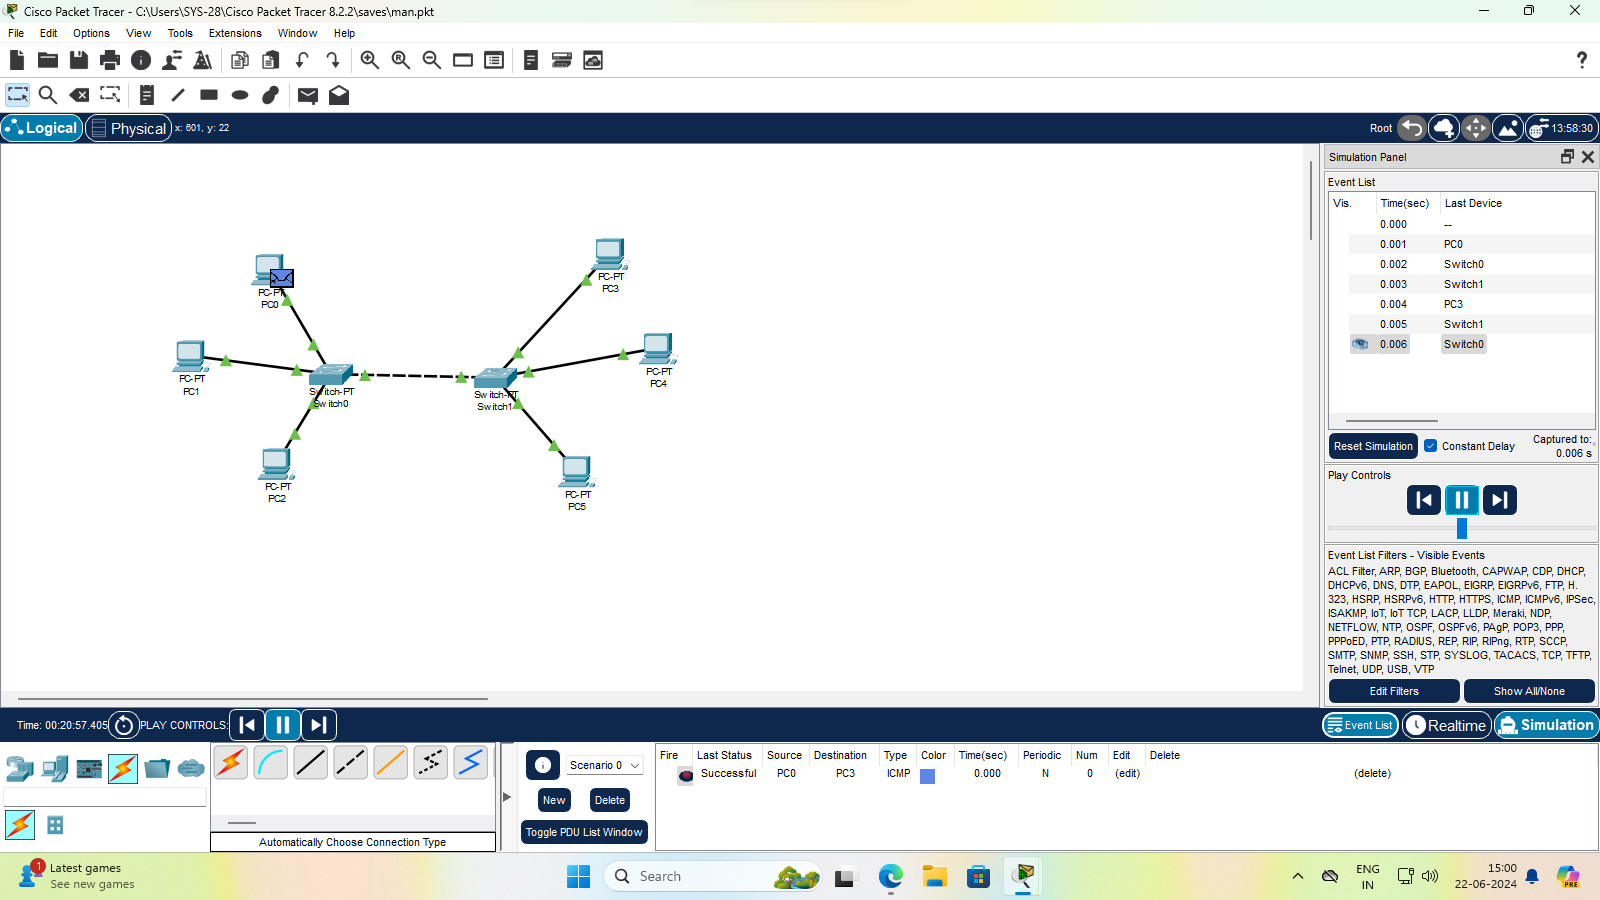 Cisco Packet Tracer - C:\Users\SYS-28\Cisco Packet Tracer 8.2.2\saves\man.pkt
File Edit Options View Tools Extensions Window Help
?
Logical Physical x: 601, y: 22 Root 13:58:30
Simulation Panel
Event List
Vis. Time(sec) Last Device
0.000 --
0.001 PC0
0.002 Switch0
0.003 Switch1
0.004 PC3
0.005 Switch1
0.006 Switch0
Reset Simulation Constant Delay Captured to:
0.006 s
Play Controls
Event List Filters - Visible Events
ACL Filter, ARP, BGP, Bluetooth, CAPWAP, CDP, DHCP,
DHCPv6, DNS, DTP, EAPOL, EIGRP, EIGRPv6, FTP, H.
323, HSRP, HSRPv6, HTTP, HTTPS, ICMP, ICMPv6, IPSec,
ISAKMP, IoT, IoT TCP, LACP, LLDP, Meraki, NDP,
NETFLOW, NTP, OSPF, OSPFv6, PAgP, POP3, PPP,
PPPoED, PTP, RADIUS, REP, RIP, RIPng, RTP, SCCP,
SMTP, SNMP, SSH, STP, SYSLOG, TACACS, TCP, TFTP,
Telnet, UDP, USB, VTP
Edit Filters Show All/None
PC-PT
PC0
PC-PT
PC1
PC-PT
PC2
Switch-PT
Switch0
Switch-PT
Switch1
PC-PT
PC3
PC-PT
PC4
PC-PT
PC5
Time: 00:20:57.405 PLAY CONTROLS: Event List Realtime Simulation
Automatically Choose Connection Type
Scenario 0
New Delete
Toggle PDU List Window
Fire Last Status Source Destination Type Color Time(sec) Periodic Num Edit Delete
Successful PC0 PC3 ICMP 0.000 N 0 (edit) (delete)
1
Latest games
See new games
Search
ENG
IN
15:00
22-06-2024
PRE